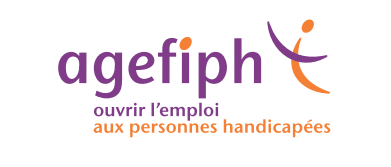 agefiph
ouvrir l'emploi
aux personnes handicapées